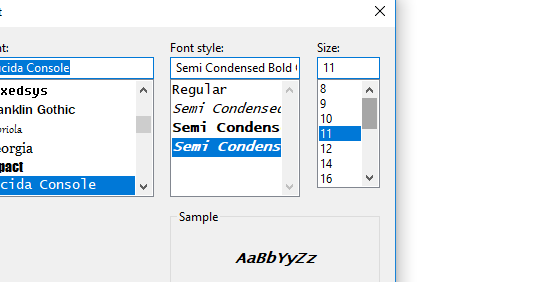 t
nt:
Font style:
Size:
cida Console
Semi Condensed Bold
11
xedsys
anklin Gothic
briola
eorgia
pact
cida Console
Regular
Semi Condensed
Semi Condens
Semi Condens
8
9
10
11
12
14
16
Sample
AaBbYyZz